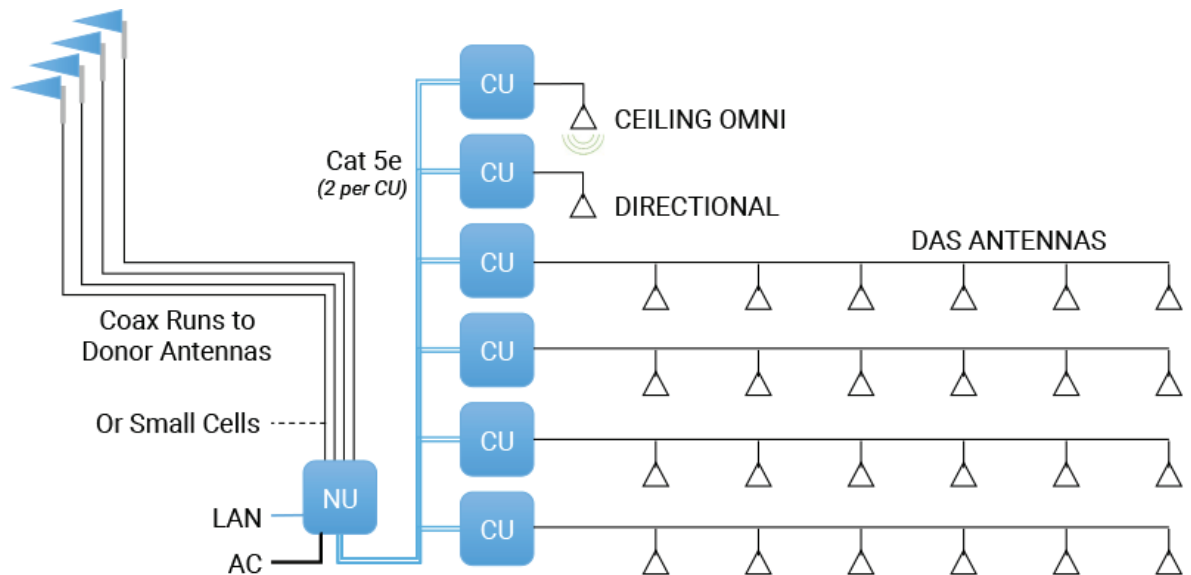 CU
CEILING OMNI
Cat 5e
(2 per CU)
CU
DIRECTIONAL
CU
DAS ANTENNAS
Coax Runs to
Donor Antennas
CU
Or Small Cells
CU
NU
LAN
CU
AC